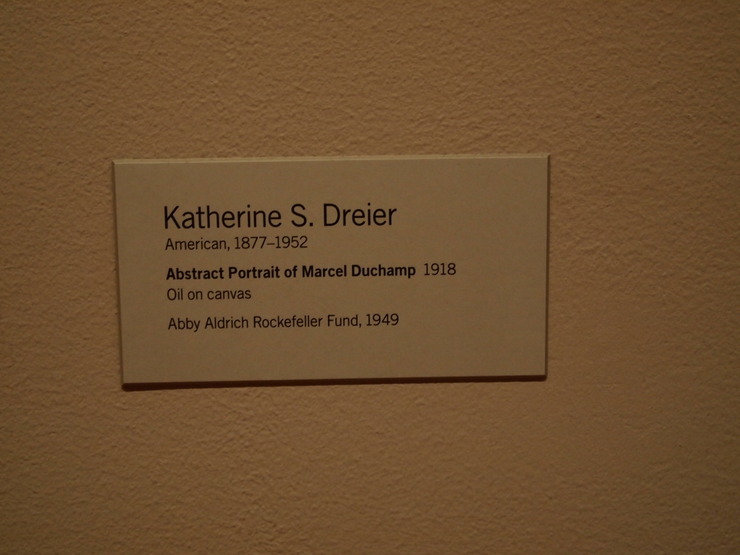 Katherine S. Dreier
American, 1877–1952
Abstract Portrait of Marcel Duchamp 1918
Oil on canvas
Abby Aldrich Rockefeller Fund, 1949